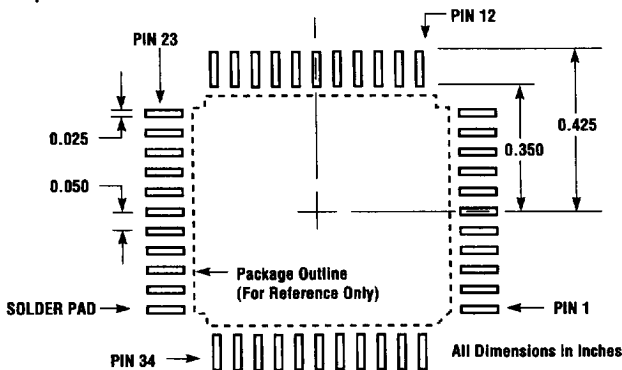 PIN 12
PIN 23
0.025
0.425
0.350
0.050
Package Outline
(For Reference Only)
SOLDER PAD
PIN 1
PIN 34
All Dimensions in Inches